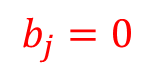 b_j = 0